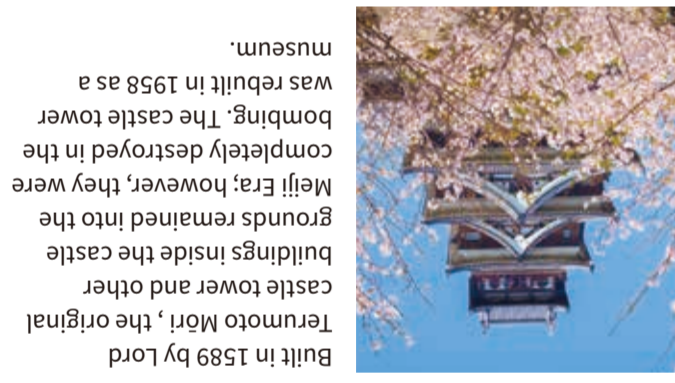 Built in 1589 by Lord
Terumoto Mōri , the original
castle tower and other
buildings inside the castle
grounds remained into the
Meiji Era; however, they were
completely destroyed in the
bombing. The castle tower
was rebuilt in 1958 as a
museum.